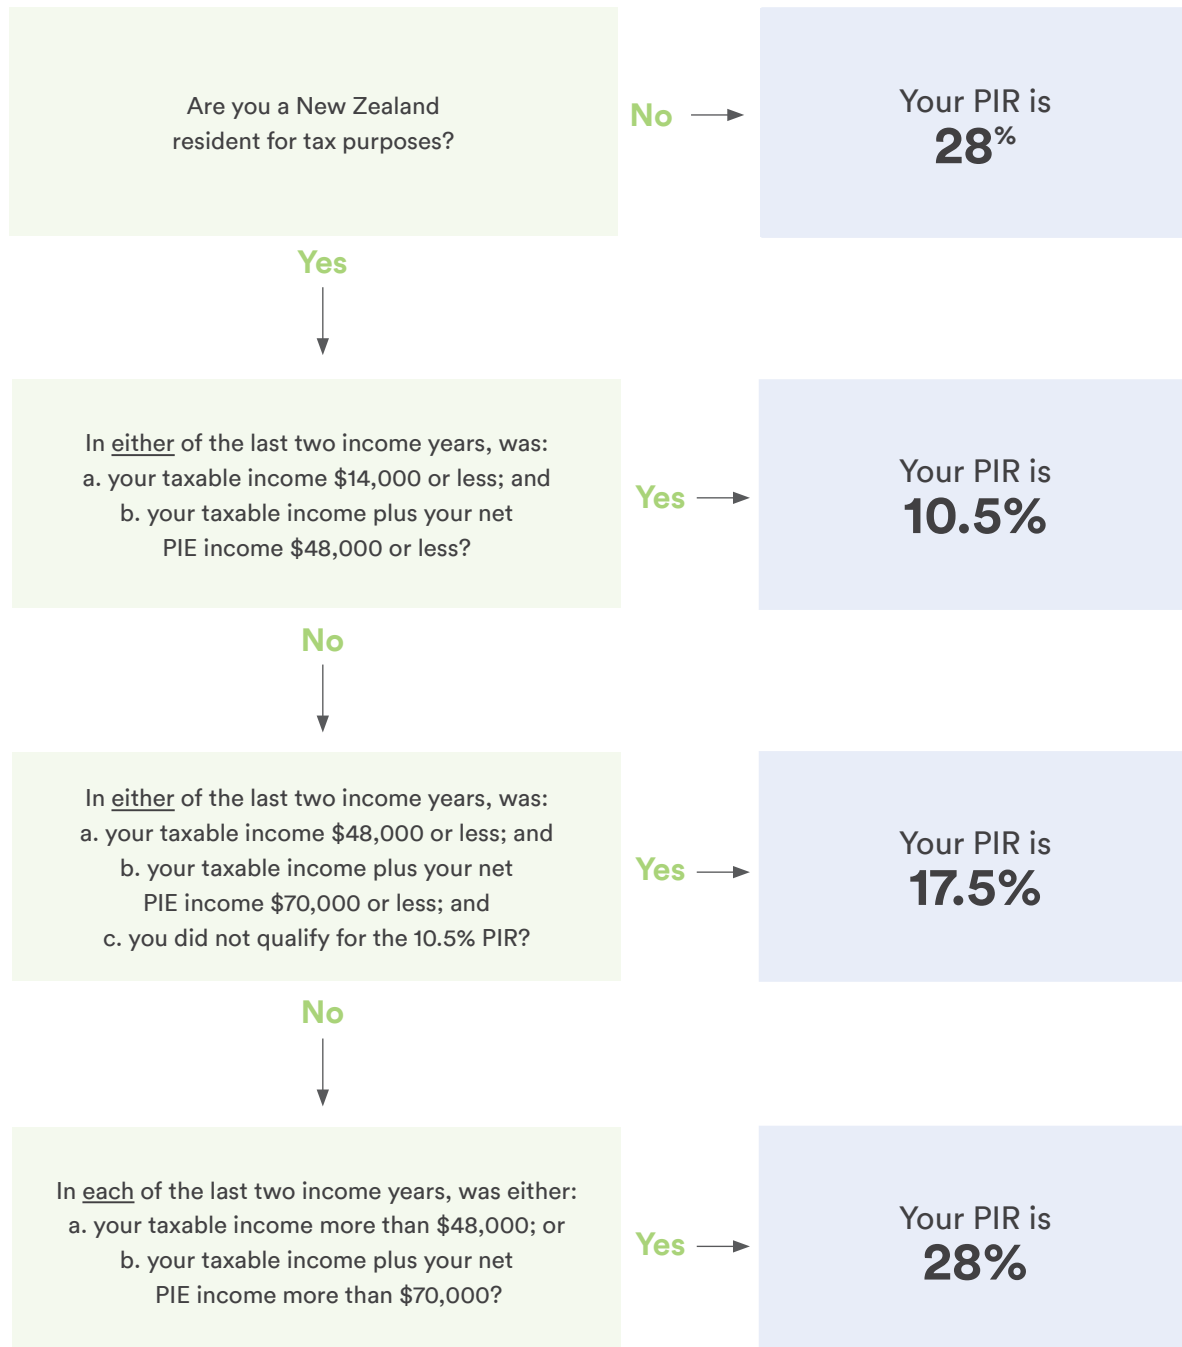 Are you a New Zealand
resident for tax purposes?
No
Your PIR is
28%
Yes
In either of the last two income years, was:
a. your taxable income $14,000 or less; and
b. your taxable income plus your net
PIE income $48,000 or less?
Yes
Your PIR is
10.5%
No
In either of the last two income years, was:
a. your taxable income $48,000 or less; and
b. your taxable income plus your net
PIE income $70,000 or less; and
c. you did not qualify for the 10.5% PIR?
Yes
Your PIR is
17.5%
No
In each of the last two income years, was either:
a. your taxable income more than $48,000; or
b. your taxable income plus your net
PIE income more than $70,000?
Yes
Your PIR is
28%